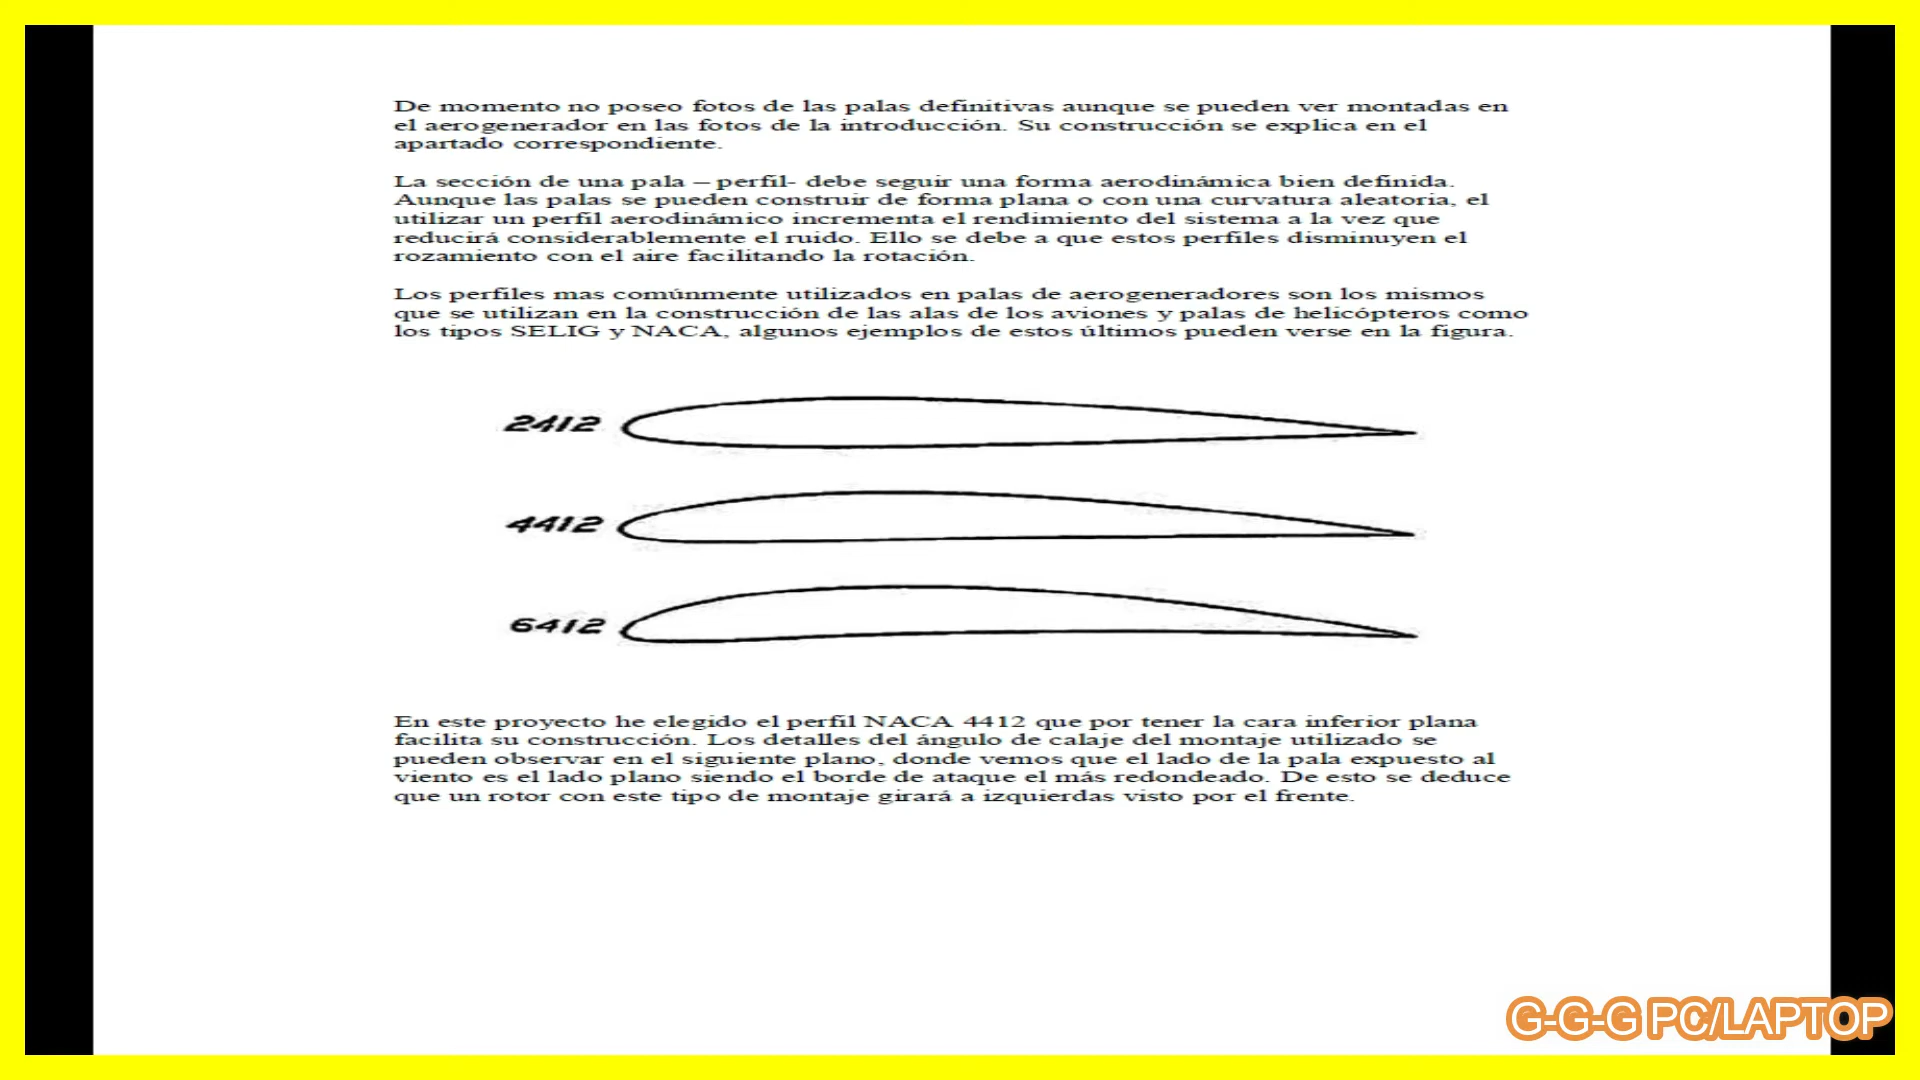 De momento no poseo fotos de las palas definitivas aunque se pueden ver montadas en
el aerogenerador en las fotos de la introducción. Su construcción se explica en el
apartado correspondiente.
La sección de una pala – perfil- debe seguir una forma aerodinámica bien definida.
Aunque las palas se pueden construir de forma plana o con una curvatura aleatoria, el
utilizar un perfil aerodinámico incrementa el rendimiento del sistema a la vez que
reducirá considerablemente el ruido. Ello se debe a que estos perfiles disminuyen el
rozamiento con el aire facilitando la rotación.
Los perfiles mas comúnmente utilizados en palas de aerogeneradores son los mismos
que se utilizan en la construcción de las alas de los aviones y palas de helicópteros como
los tipos SELIG y NACA, algunos ejemplos de estos últimos pueden verse en la figura.
2412
4412
6412
En este proyecto he elegido el perfil NACA 4412 que por tener la cara inferior plana
facilita su construcción. Los detalles del ángulo de calaje del montaje utilizado se
pueden observar en el siguiente plano, donde vemos que el lado de la pala expuesto al
viento es el lado plano siendo el borde de ataque el más redondeado. De esto se deduce
que un rotor con este tipo de montaje girará a izquierdas visto por el frente.
G-G-G PC/LAPTOP